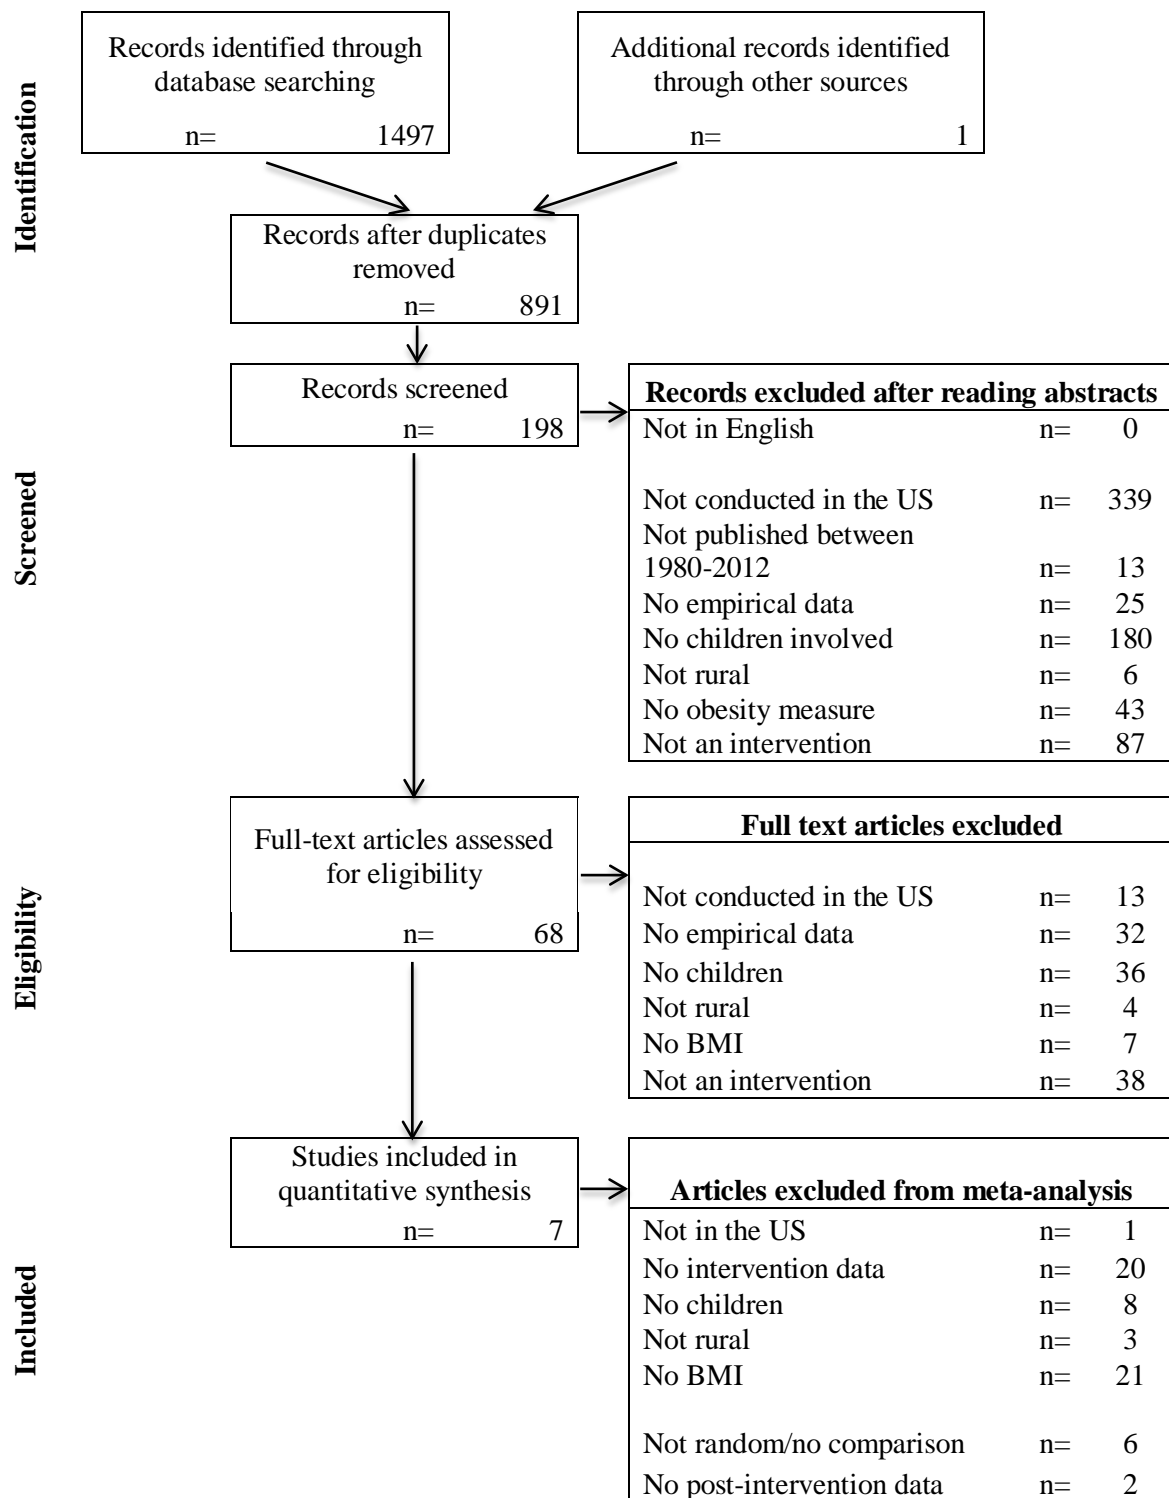 Identification
Records identified through
database searching
n= 1497
Additional records identified
through other sources
n= 1
Records after duplicates
removed
n= 891
Screened
Records screened
n= 198
Records excluded after reading abstracts
Not in English n= 0
Not conducted in the US n= 339
Not published between
1980-2012 n= 13
No empirical data n= 25
No children involved n= 180
Not rural n= 6
No obesity measure n= 43
Not an intervention n= 87
Eligibility
Full-text articles assessed
for eligibility
n= 68
Full text articles excluded
Not conducted in the US n= 13
No empirical data n= 32
No children n= 36
Not rural n= 4
No BMI n= 7
Not an intervention n= 38
Included
Studies included in
quantitative synthesis
n= 7
Articles excluded from meta-analysis
Not in the US n= 1
No intervention data n= 20
No children n= 8
Not rural n= 3
No BMI n= 21
Not random/no comparison n= 6
No post-intervention data n= 2